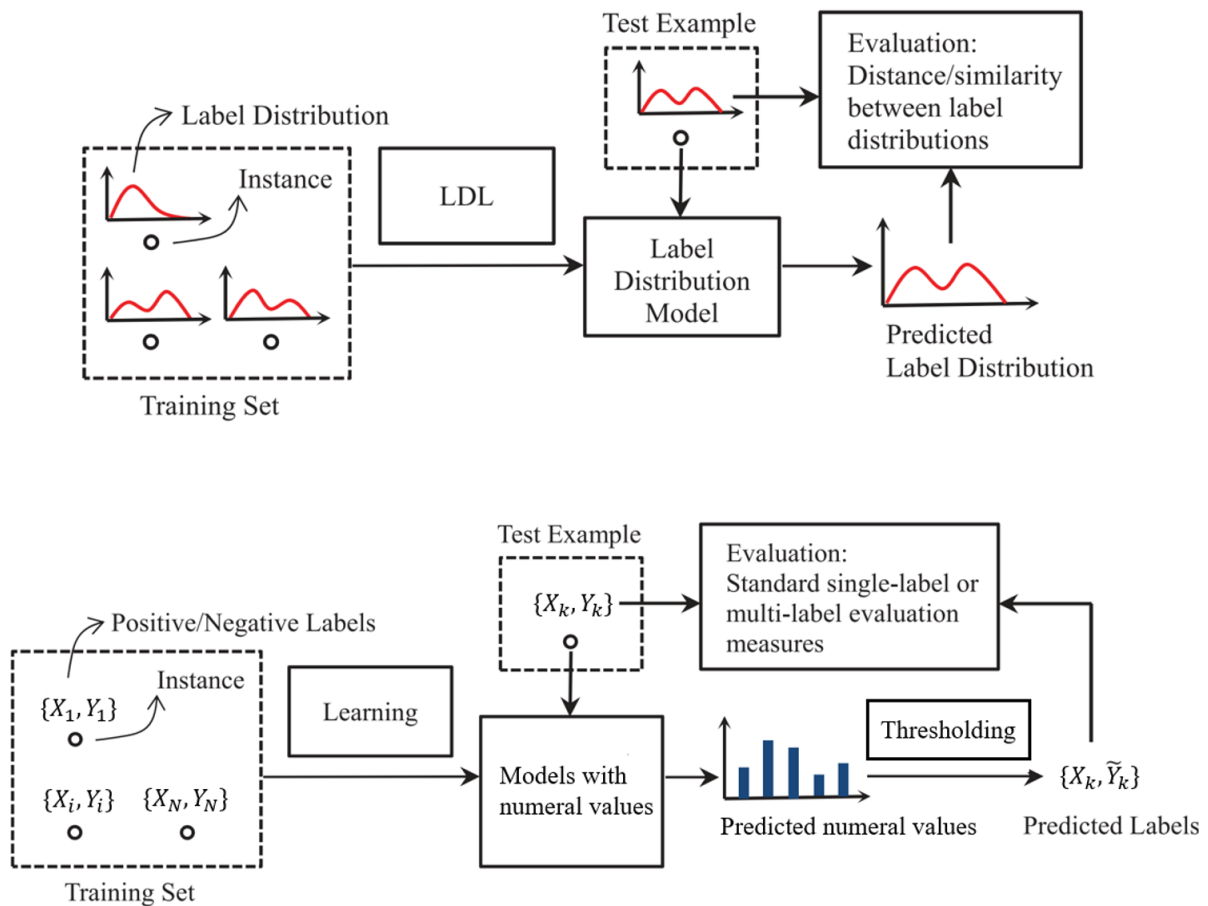 Test Example
Evaluation:
Distance/similarity
between label
distributions
Label Distribution
Instance
LDL
Label
Distribution
Model
Predicted
Label Distribution
Training Set
Test Example
{X_k, Y_k}
Evaluation:
Standard single-label or
multi-label evaluation
measures
Positive/Negative Labels
Instance
{X_1, Y_1}
{X_i, Y_i} {X_N, Y_N}
Learning
Models with
numeral values
Thresholding
{X_k, Ỹ_k}
Predicted numeral values
Predicted Labels
Training Set